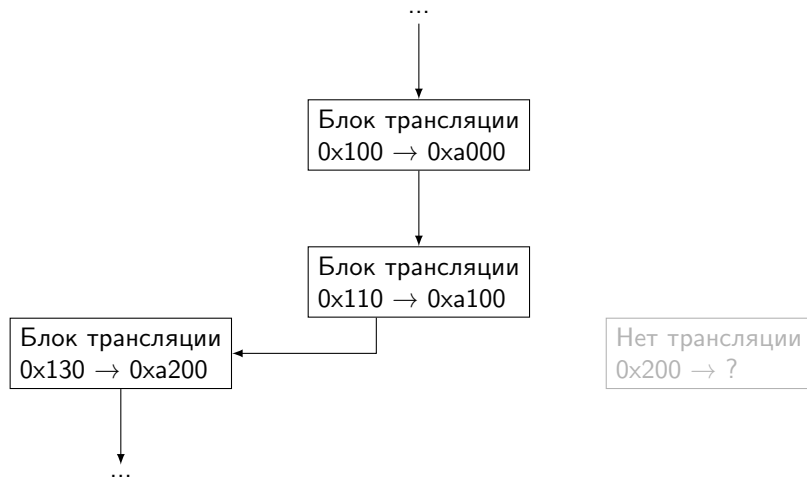 ...
Блок трансляции
0x100 → 0xa000
Блок трансляции
0x110 → 0xa100
Блок трансляции
0x130 → 0xa200
Нет трансляции
0x200 → ?
...